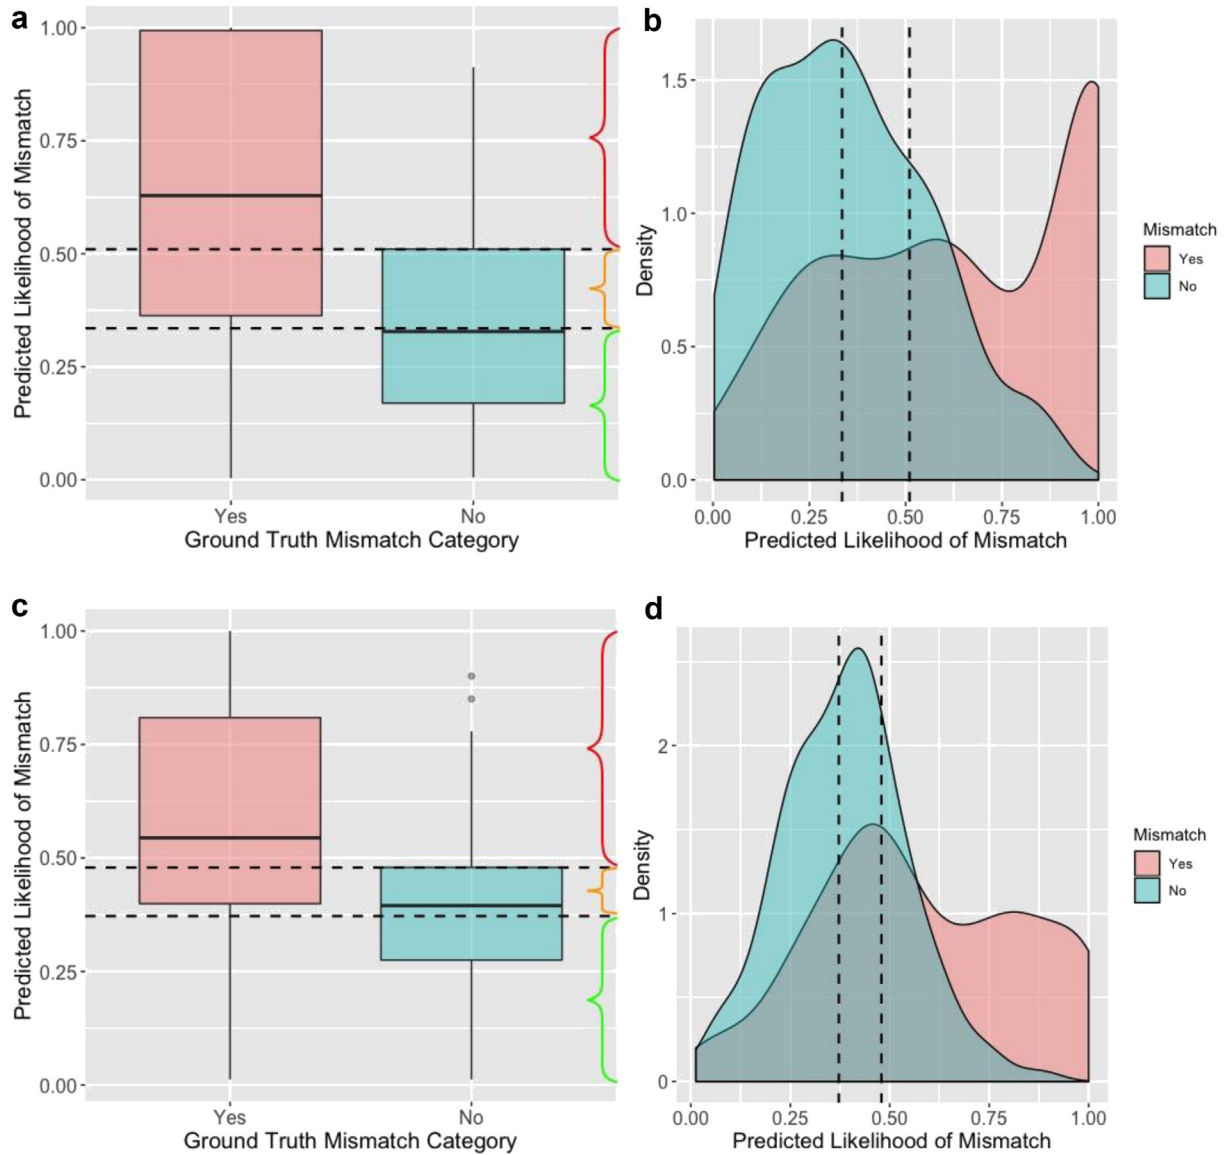 a
1.00
0.75
0.50
0.25
0.00
Predicted Likelihood of Mismatch
Yes No
Ground Truth Mismatch Category
b
1.5
1.0
0.5
0.0
Density
0.00 0.25 0.50 0.75 1.00
Predicted Likelihood of Mismatch
Mismatch
Yes
No
c
1.00
0.75
0.50
0.25
0.00
Predicted Likelihood of Mismatch
Yes No
Ground Truth Mismatch Category
d
2
1
0
Density
0.00 0.25 0.50 0.75 1.00
Predicted Likelihood of Mismatch
Mismatch
Yes
No